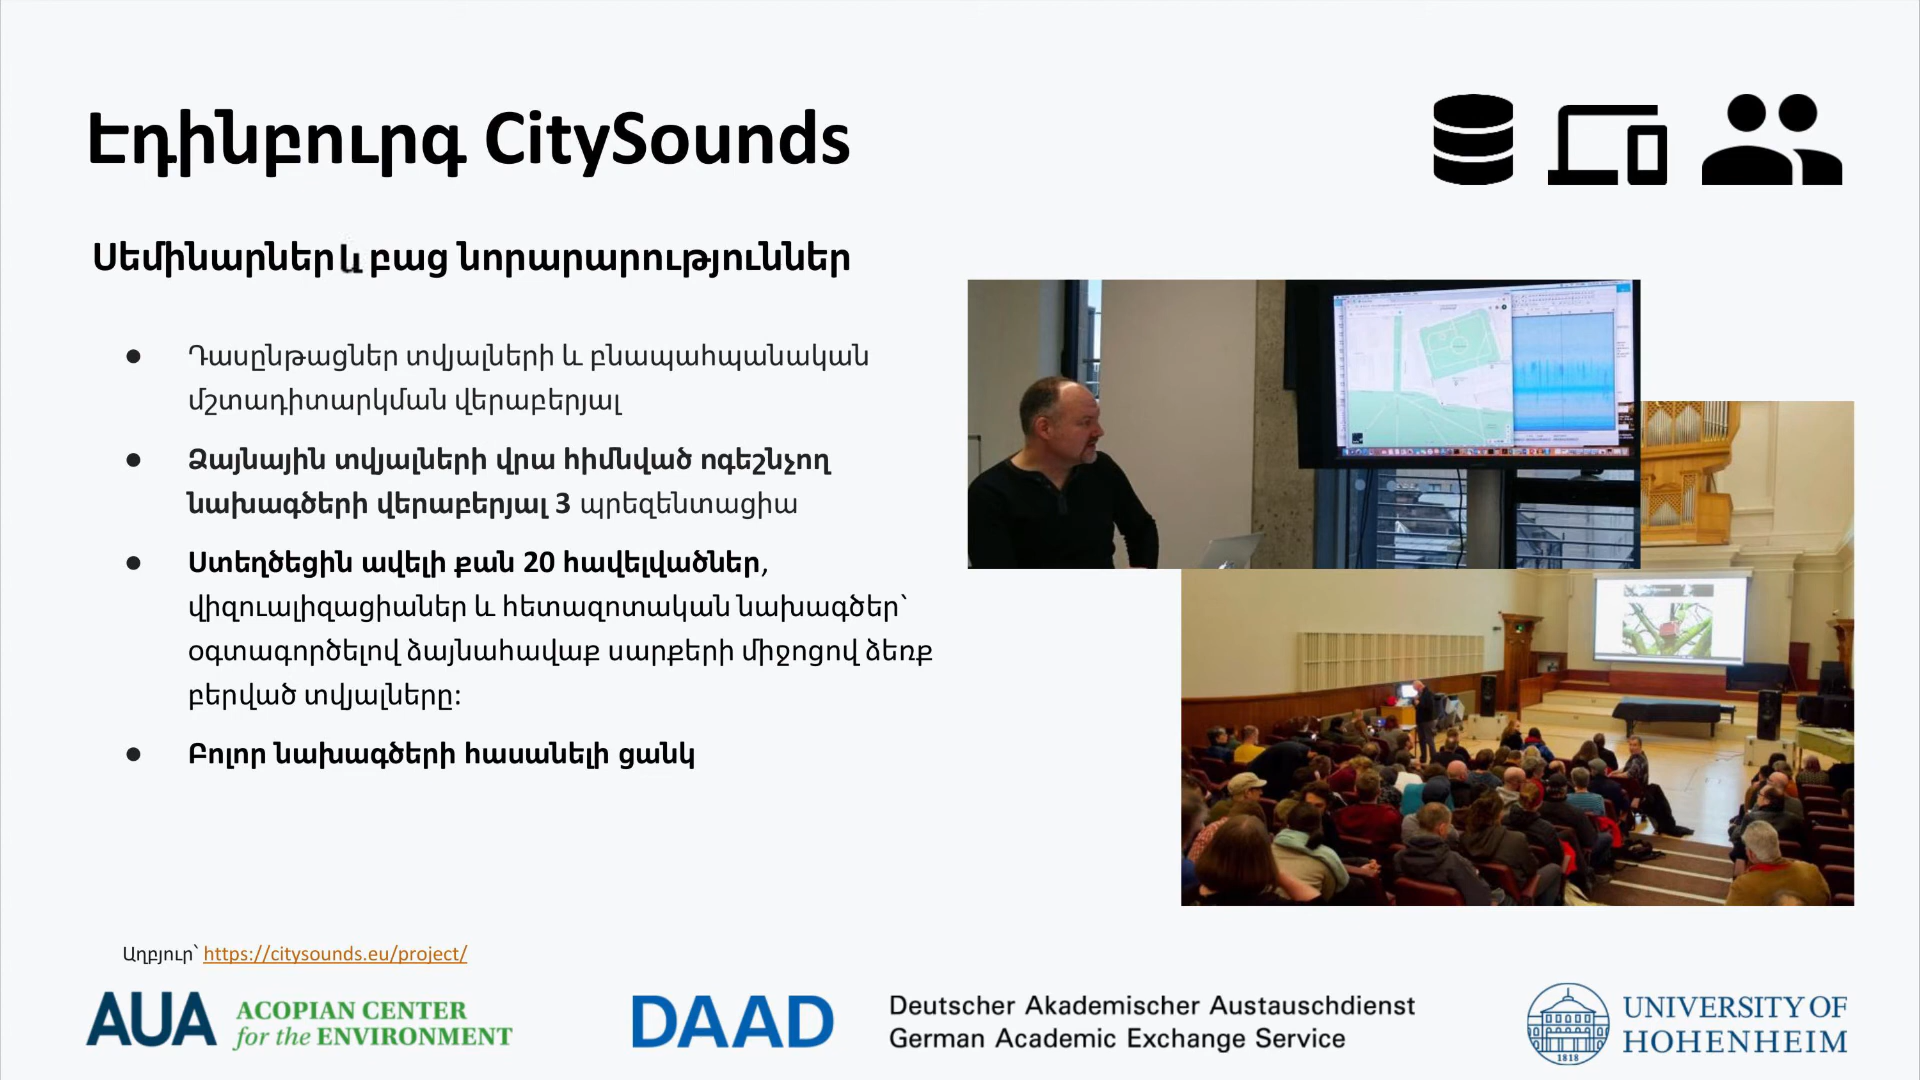 Էդինբուրգ CitySounds
Սեմինարներ և բաց նորարարություններ
● Դասընթացներ տվյալների և բնապահպանական
մշտադիտարկման վերաբերյալ
● Ձայնային տվյալների վրա հիմնված ոգեշնչող
նախագծերի վերաբերյալ 3 պրեզենտացիա
● Ստեղծեցին ավելի քան 20 հավելվածներ,
վիզուալիզացիաներ և հետազոտական նախագծեր՝
օգտագործելով ձայնահավաք սարքերի միջոցով ձեռք
բերված տվյալները:
● Բոլոր նախագծերի հասանելի ցանկ
Աղբյուր՝ https://citysounds.eu/project/
AUA ACOPIAN CENTER
for the ENVIRONMENT
DAAD Deutscher Akademischer Austauschdienst
German Academic Exchange Service
1818
UNIVERSITY OF
HOHENHEIM